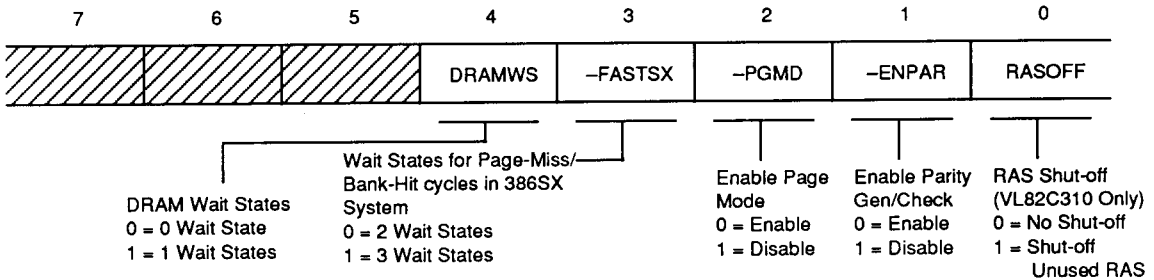 7 6 5 4 3 2 1 0
DRAMWS –FASTSX –PGMD –ENPAR RASOFF
DRAM Wait States
0 = 0 Wait State
1 = 1 Wait States
Wait States for Page-Miss/
Bank-Hit cycles in 386SX
System
0 = 2 Wait States
1 = 3 Wait States
Enable Page
Mode
0 = Enable
1 = Disable
Enable Parity
Gen/Check
0 = Enable
1 = Disable
RAS Shut-off
(VL82C310 Only)
0 = No Shut-off
1 = Shut-off
Unused RAS